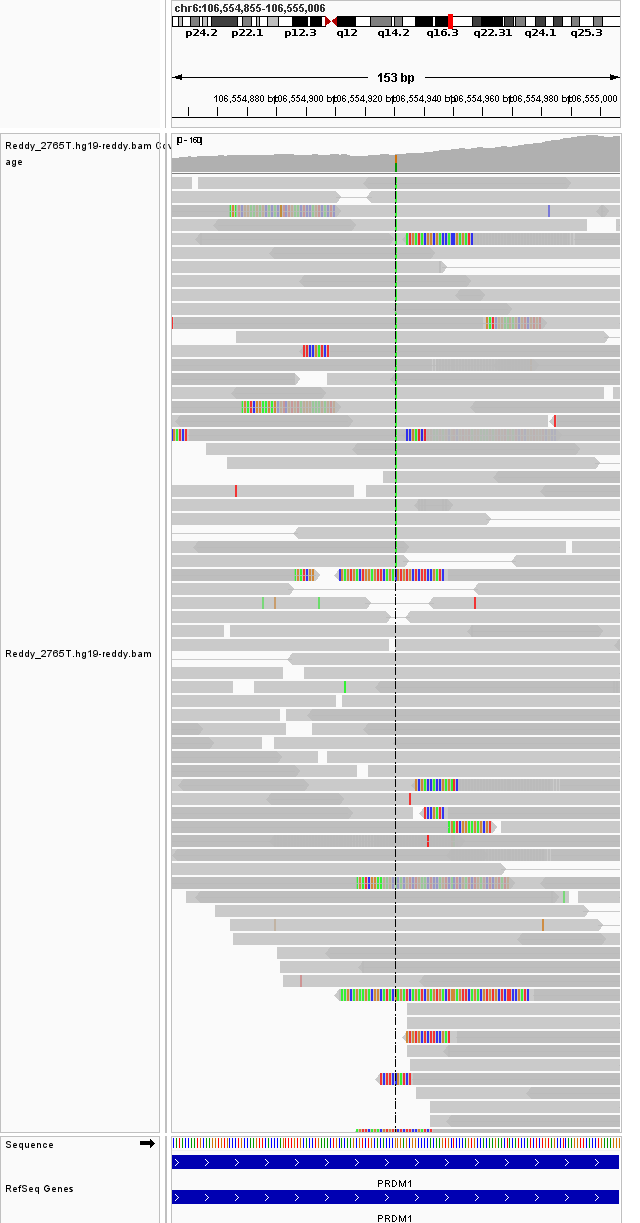 chr6:106,554,855-106,555,006
p24.2 p22.1 p12.3 q12 q14.2 q16.3 q22.31 q24.1 q25.3
153 bp
106,554,880 bp 106,554,900 bp 106,554,920 bp 106,554,940 bp 106,554,960 bp 106,554,980 bp 106,555,000 bp
Reddy_2765T.hg19-reddy.bam Cov
age
[0 - 160]
Reddy_2765T.hg19-reddy.bam
Sequence
RefSeq Genes
PRDM1
PRDM1